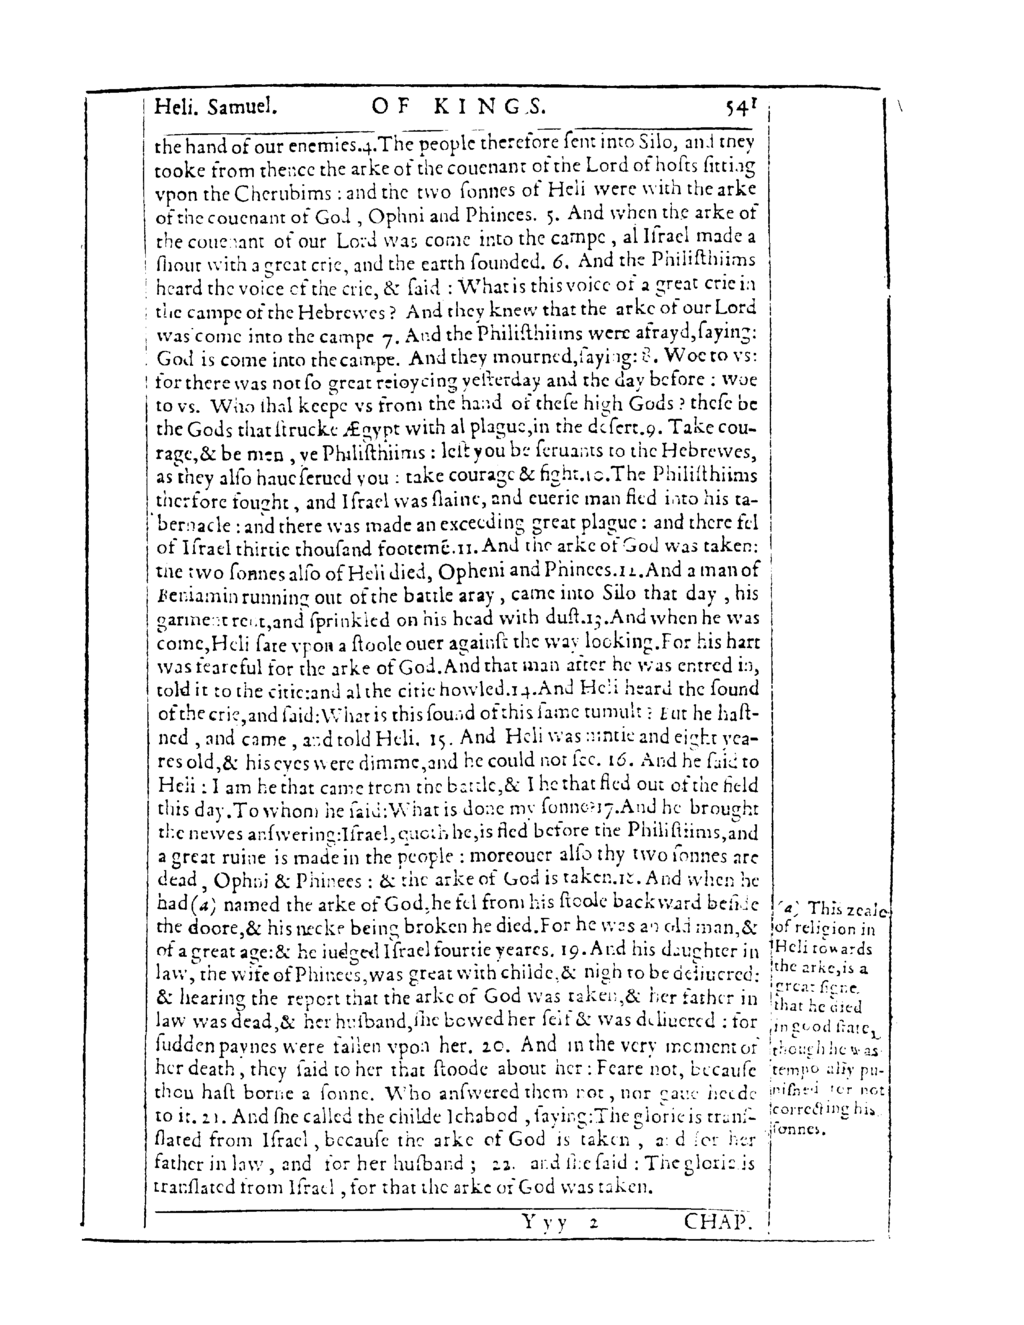 Heli. Samuel. OF KINGS. 541
the hand of our enemies.4.The people therefore ſent into Silo, and they
tooke from thence the arke of the couenant of the Lord of hoſts ſitting
vpon the Cherubims : and the two ſonnes of Heli were with the arke
of the couenant of God , Ophni and Phinees. 5. And when the arke of
the couenant of our Lord was come into the campe , al Iſrael made a
ſhout with a great crie, and the earth ſounded. 6. And the Philiſthiims
heard the voice of the crie, & ſaid : What is this voice of a great crie in
the campe of the Hebrewes ? And they knew that the arke of our Lord
was come into the campe 7. And the Philiſthiims were afrayd,ſaying:
God is come into the campe. And they mourned,ſaying: 8. Woe to vs:
for there was not ſo great reioycing yeſterday and the day before : woe
to vs. Who ſhal keepe vs from the hand of theſe high Gods ? theſe be
the Gods that ſtrucke Ægypt with al plague,in the deſert.9. Take cou-
rage,& be men , ye Philiſthiims : leſt you be ſeruants to the Hebrewes,
as they alſo haue ſerued you : take courage & fight.10.The Philiſthiims
therfore fought , and Iſrael was ſlaine, and euerie man fled into his ta-
bernacle : and there was made an exceeding great plague : and there fel
of Iſrael thirtie thouſand footemē.11. And the arke of God was taken:
the two ſonnes alſo of Heli died, Opheni and Phinees.12.And a man of
Beniamin running out of the battle aray , came into Silo that day , his
garment rent,and ſprinkled on his head with duſt.13.And when he was
come,Heli ſate vpon a ſtoole ouer againſt the way looking.For his hart
was feareful for the arke of God.And that man after he was entred in,
told it to the citie:and al the citie howled.14.And Heli heard the ſound
of the crie,and ſaid:What is this ſound of this ſame tumult ? But he haſt-
ned , and came , and told Heli. 15. And Heli was nintie and eight yea-
res old,& his eyes were dimme,and he could not ſee. 16. And he ſaid to
Heli : I am he that came from the battle,& I he that fled out of the field
this day.To whom he ſaid:What is done my ſonne?17.And he brought
the newes anſwering:Iſrael, quoth he,is fled before the Philiſtiims,and
a great ruine is made in the people : moreouer alſo thy two ſonnes are
dead , Ophni & Phinees : & the arke of God is taken.18. And when he
had (a) named the arke of God,he fel from his ſtoole backward beſide
the doore,& his necke being broken he died.For he was an old man,&
of a great age:& he iudged Iſrael fourtie yeares. 19. And his daughter in
law, the wife of Phinees,was great with childe,& nigh to be deliuered:
& hearing the report that the arke of God was taken,& her father in
law was dead,& her huſband,ſhe bowed her ſelf & was deliuered : for
ſudden paynes were fallen vpon her. 20. And in the very moment of
her death , they ſaid to her that ſtoode about her : Feare not, becauſe
thou haſt borne a ſonne. Who anſwered them not , nor gaue heede
to it. 21. And ſhe called the childe Ichabod , ſaying:The glorie is tranſ-
ſlated from Iſrael , becauſe the arke of God is taken , and for her
father in law , and for her huſband ; 22. and ſhe ſaid : The glorie is
tranſlated from Iſrael , for that the arke of God was taken.
(a) This zeale
of religion in
Heli towards
the arke,is a
great ſigne,
that he died
in good ſtate,
though he was
pu-
niſhed for not
correcting his
ſonnes.
Yyy 2 CHAP.